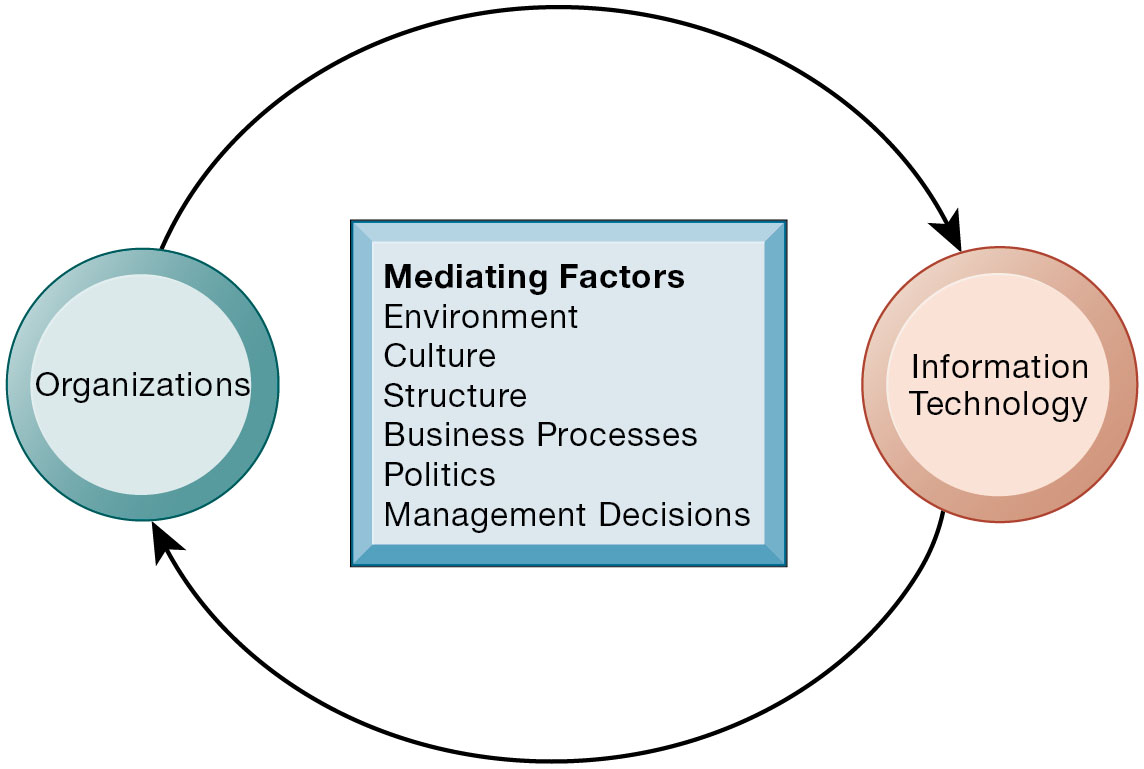 Mediating Factors
Environment
Culture
Structure
Business Processes
Politics
Management Decisions
Organizations
Information
Technology